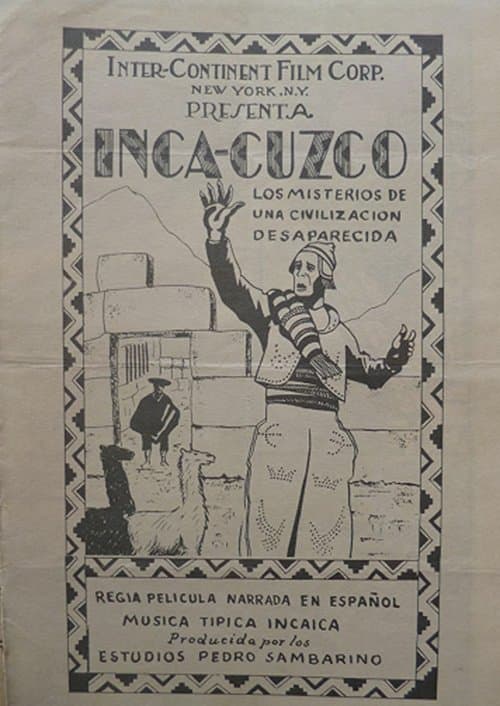 INTER-CONTINENT FILM CORP.
NEW YORK.N.Y.
PRESENTA
INCA-CUZCO
LOS MISTERIOS DE
UNA CIVILIZACION
DESAPARECIDA
REGIA PELICULA NARRADA EN ESPAÑOL
MUSICA TIPICA INCAICA
Producida por los
ESTUDIOS PEDRO SAMBARINO